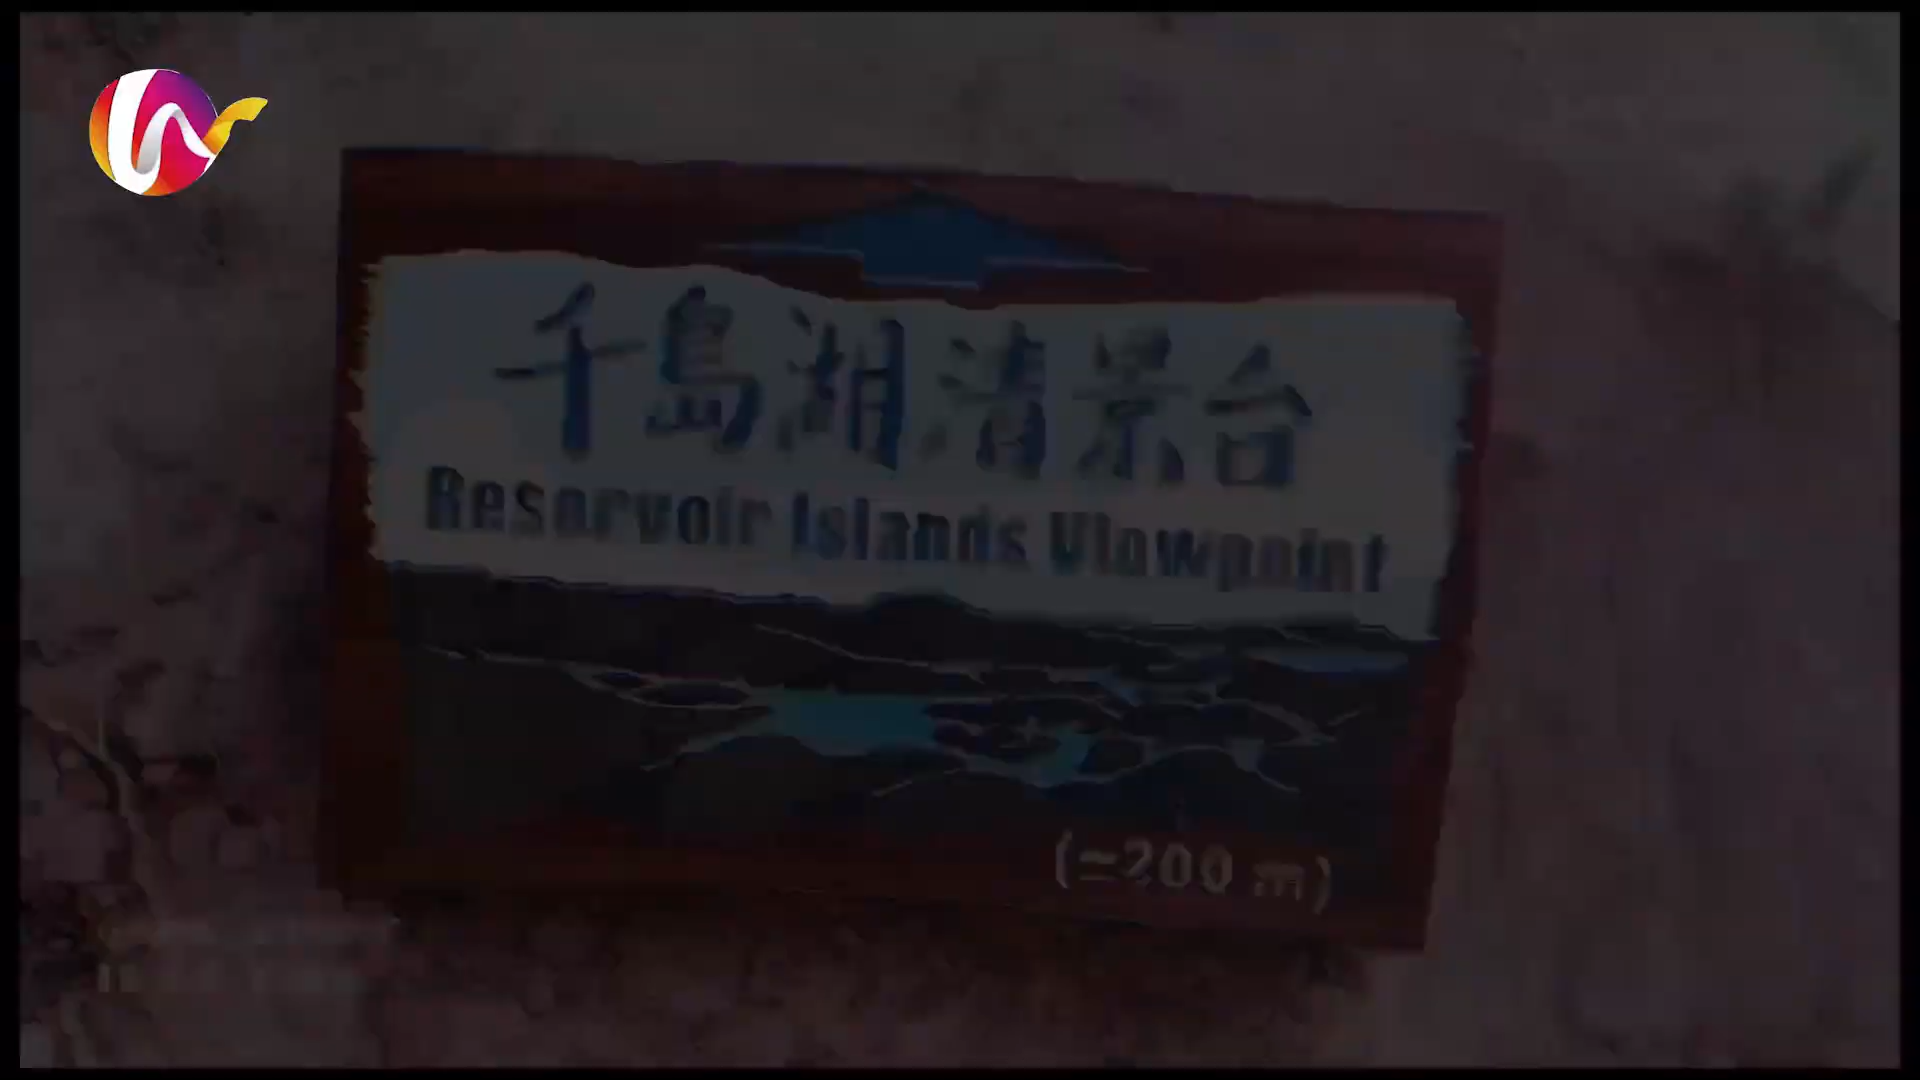 千島湖清景台
Reservoir Islands Viewpoint
(≃200 m)